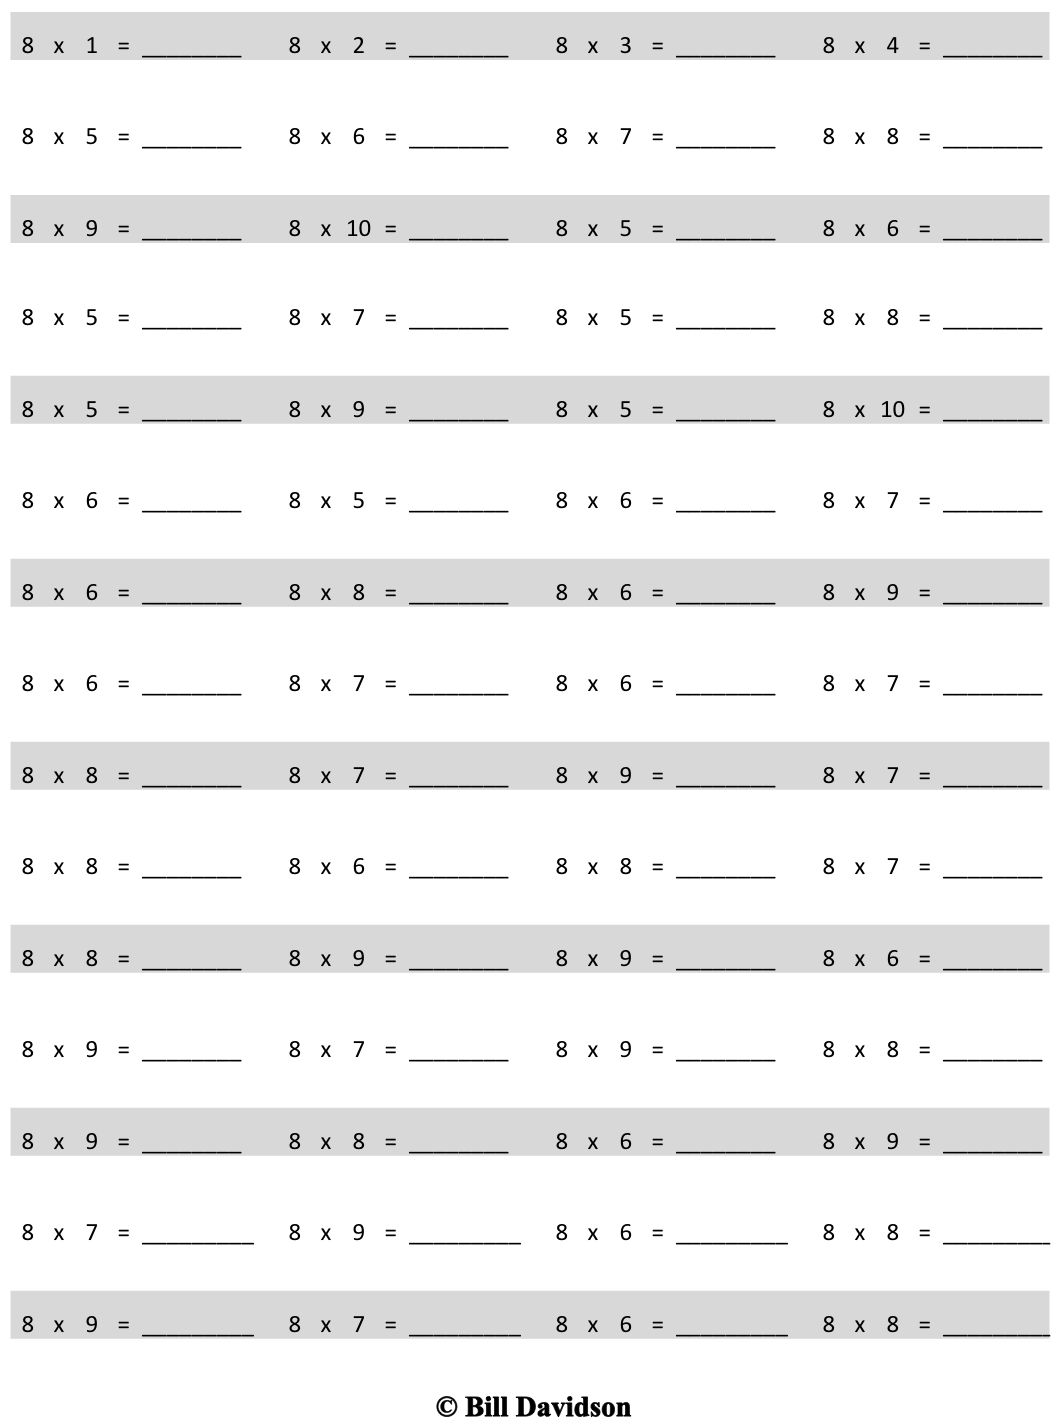 8 x 1 = ________ 8 x 2 = ________ 8 x 3 = ________ 8 x 4 = ________
8 x 5 = ________ 8 x 6 = ________ 8 x 7 = ________ 8 x 8 = ________
8 x 9 = ________ 8 x 10 = ________ 8 x 5 = ________ 8 x 6 = ________
8 x 5 = ________ 8 x 7 = ________ 8 x 5 = ________ 8 x 8 = ________
8 x 5 = ________ 8 x 9 = ________ 8 x 5 = ________ 8 x 10 = ________
8 x 6 = ________ 8 x 5 = ________ 8 x 6 = ________ 8 x 7 = ________
8 x 6 = ________ 8 x 8 = ________ 8 x 6 = ________ 8 x 9 = ________
8 x 6 = ________ 8 x 7 = ________ 8 x 6 = ________ 8 x 7 = ________
8 x 8 = ________ 8 x 7 = ________ 8 x 9 = ________ 8 x 7 = ________
8 x 8 = ________ 8 x 6 = ________ 8 x 8 = ________ 8 x 7 = ________
8 x 8 = ________ 8 x 9 = ________ 8 x 9 = ________ 8 x 6 = ________
8 x 9 = ________ 8 x 7 = ________ 8 x 9 = ________ 8 x 8 = ________
8 x 9 = ________ 8 x 8 = ________ 8 x 6 = ________ 8 x 9 = ________
8 x 7 = _________ 8 x 9 = _________ 8 x 6 = _________ 8 x 8 = _________
8 x 9 = _________ 8 x 7 = _________ 8 x 6 = _________ 8 x 8 = _________
© Bill Davidson